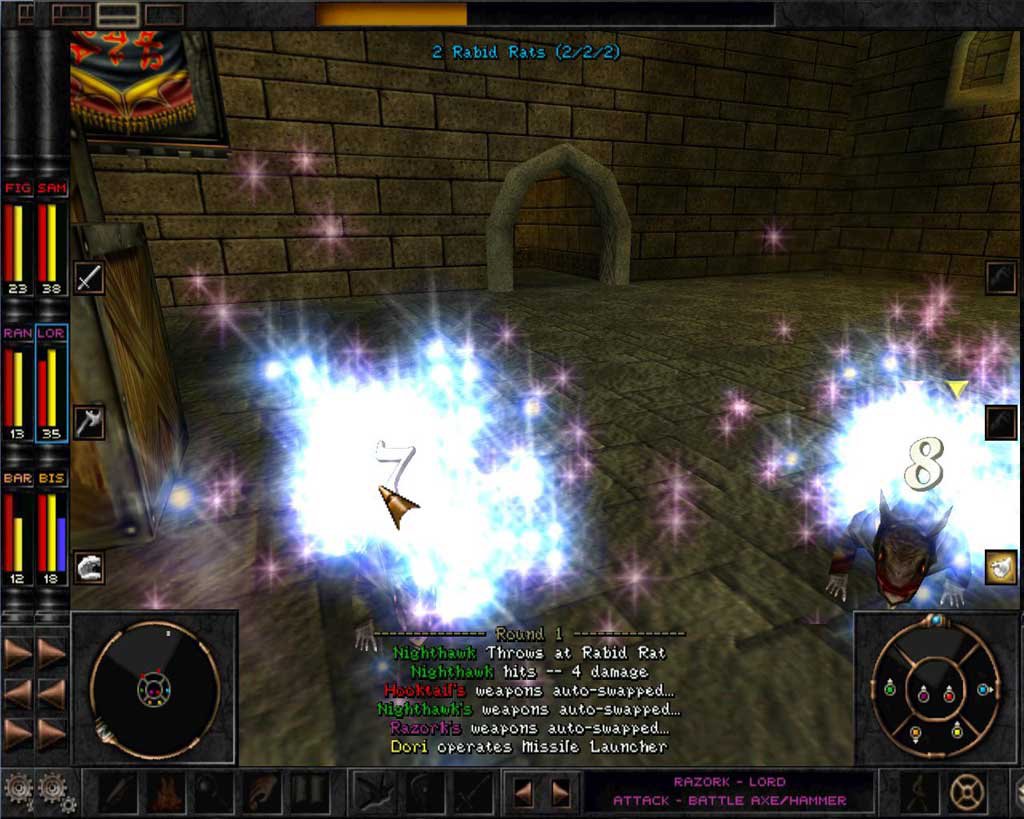 2 Rabid Rats (2/2/2)
FIG SAM
23 38
RAN LOR
13 35
BAR BIS
12 18
7
8
------------- Round 1 -------------
Nighthawk Throws at Rabid Rat
Nighthawk hits -- 4 damage
Hooktail's weapons auto-swapped...
Nighthawk's weapons auto-swapped...
Razork's weapons auto-swapped...
Dori operates Missile Launcher
RAZORK - LORD
ATTACK - BATTLE AXE/HAMMER